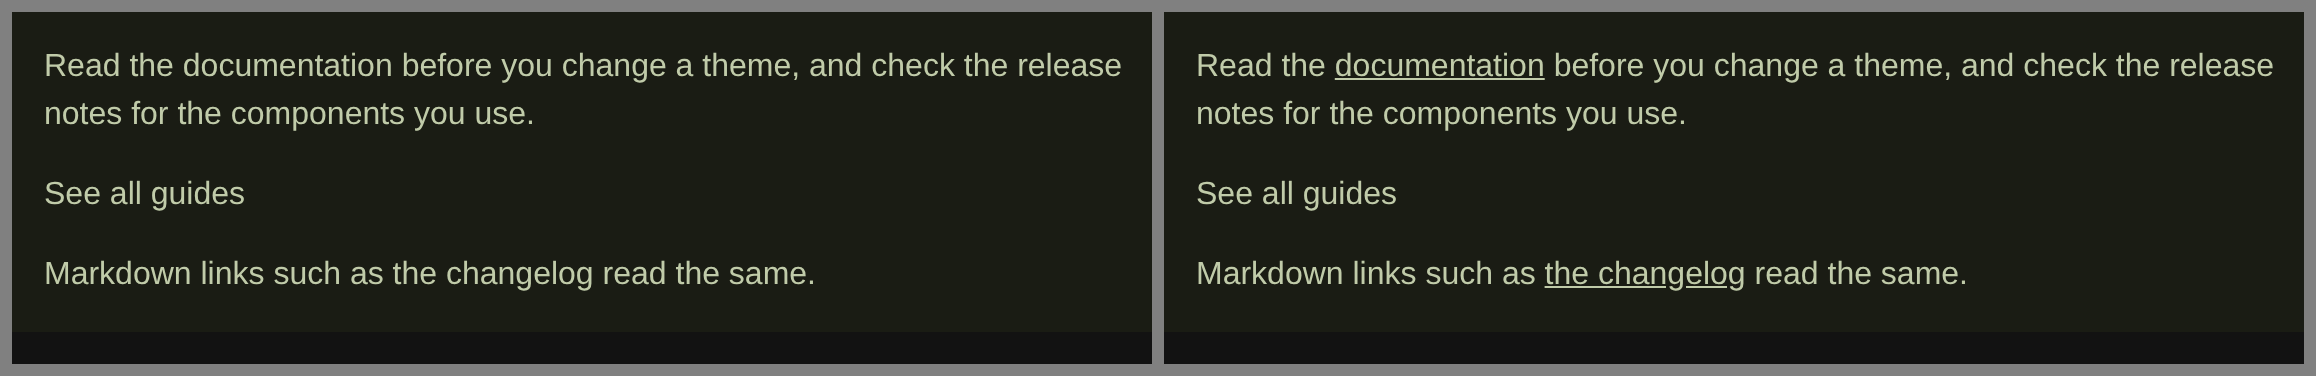 Read the documentation before you change a theme, and check the release
notes for the components you use.
See all guides
Markdown links such as the changelog read the same.
Read the documentation before you change a theme, and check the release
notes for the components you use.
See all guides
Markdown links such as the changelog read the same.